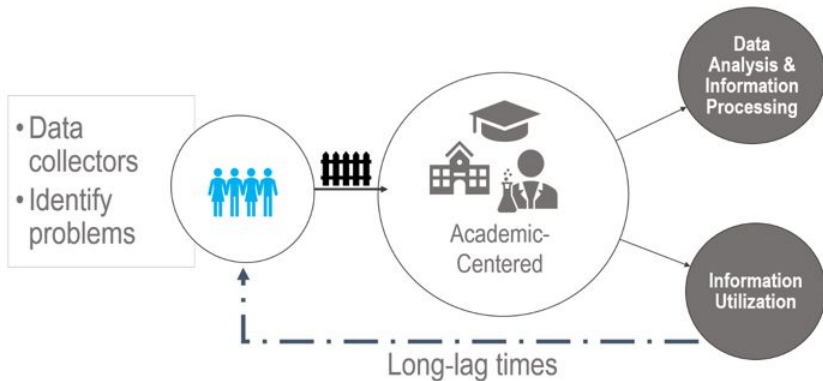 • Data
collectors
• Identify
problems
Academic-
Centered
Data
Analysis &
Information
Processing
Information
Utilization
Long-lag times